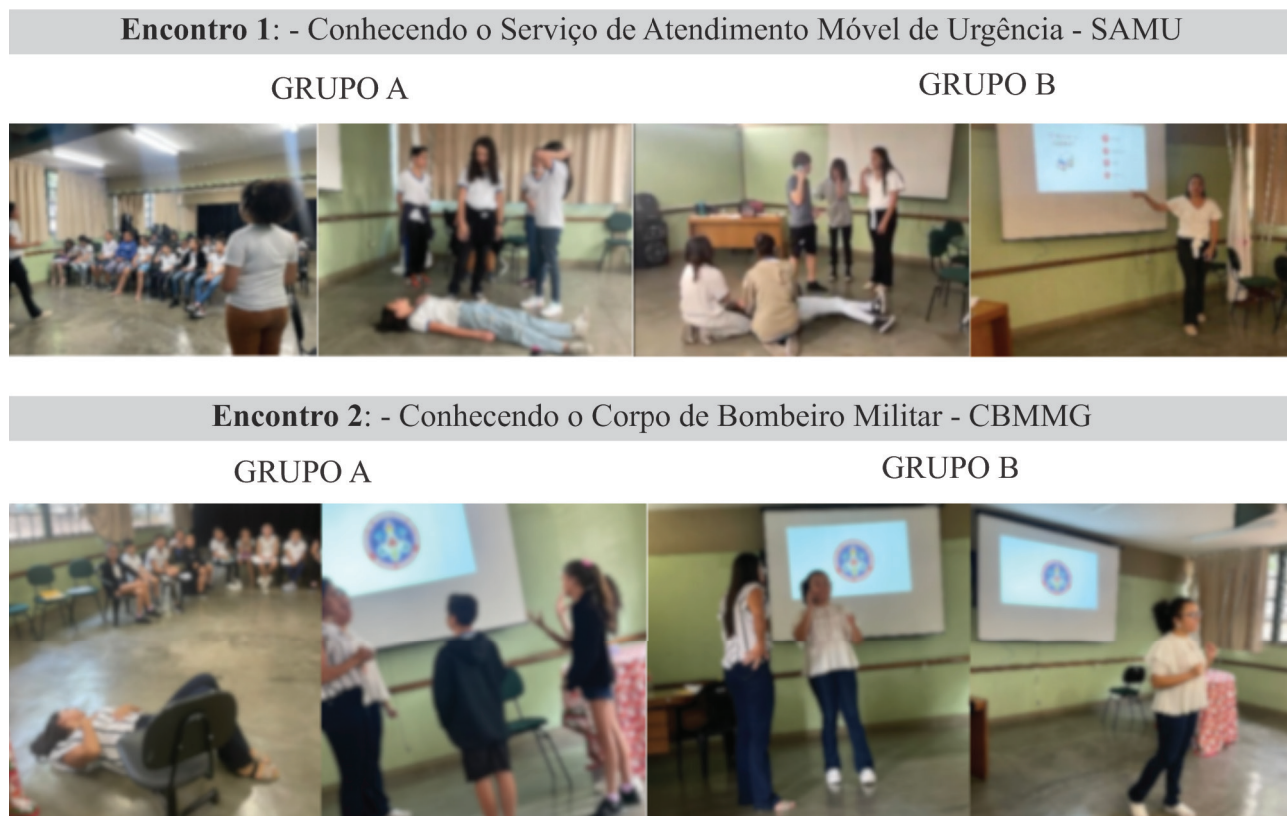 Encontro 1: - Conhecendo o Serviço de Atendimento Móvel de Urgência - SAMU
GRUPO A
GRUPO B
Encontro 2: - Conhecendo o Corpo de Bombeiro Militar - CBMMG
GRUPO A
GRUPO B